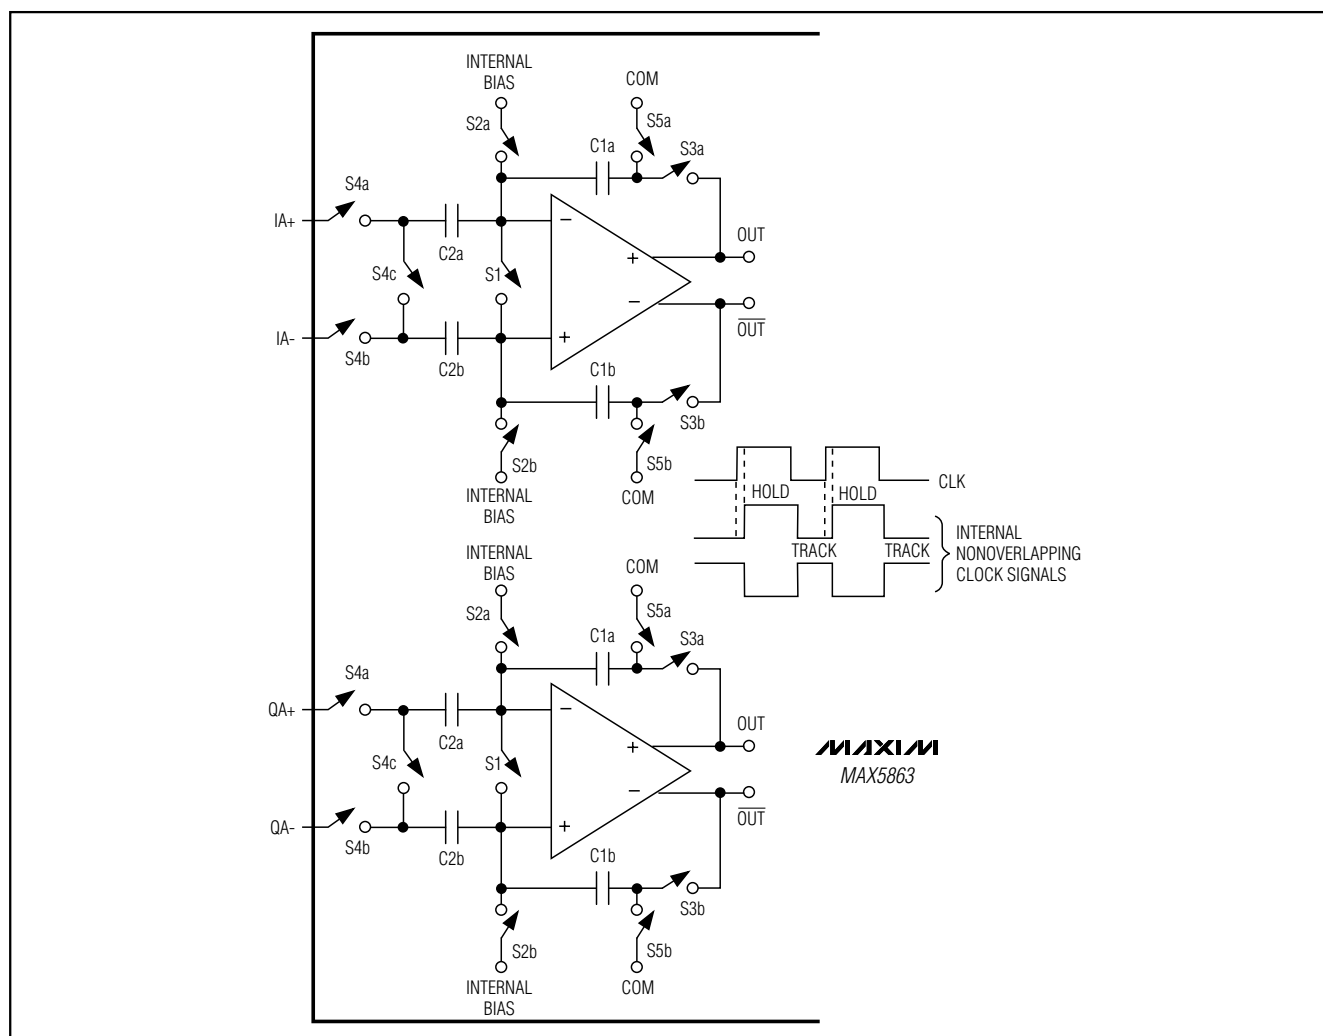 INTERNAL
BIAS
COM
S2a
S5a
C1a
S3a
S4a
IA+
−
C2a
+
OUT
S4c
S1
−
OUT
IA-
+
S4b
C2b
C1b
S3b
S2b
S5b
INTERNAL
BIAS
COM
CLK
HOLD
HOLD
TRACK
TRACK
INTERNAL
NONOVERLAPPING
CLOCK SIGNALS
INTERNAL
BIAS
COM
S2a
S5a
C1a
S3a
S4a
QA+
−
C2a
+
OUT
S4c
S1
−
OUT
QA-
+
S4b
C2b
C1b
S3b
S2b
S5b
INTERNAL
BIAS
COM
MAXIM
MAX5863